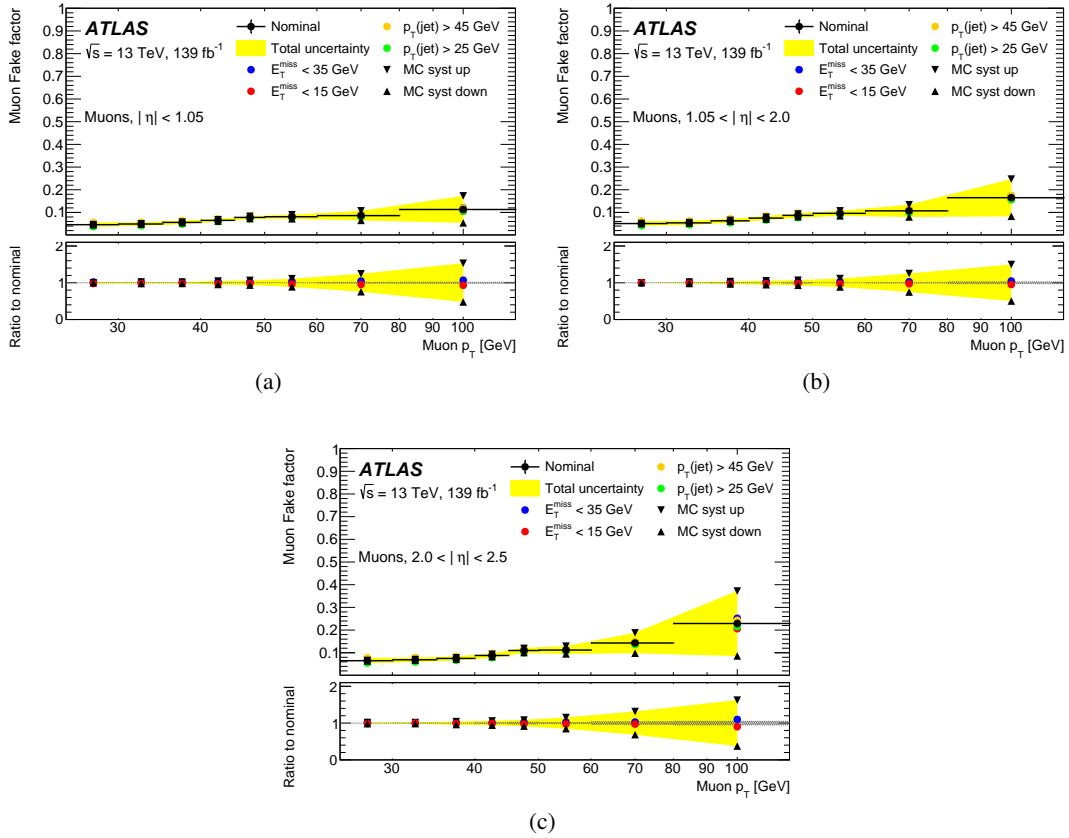 ATLAS
√s = 13 TeV, 139 fb⁻¹
Muons, | η| < 1.05
Nominal
Total uncertainty
E_T^miss < 35 GeV
E_T^miss < 15 GeV
p_T(jet) > 45 GeV
p_T(jet) > 25 GeV
MC syst up
MC syst down
Muon Fake factor
1
0.9
0.8
0.7
0.6
0.5
0.4
0.3
0.2
0.1
Ratio to nominal
2
1
0
30 40 50 60 70 80 90 100
Muon p_T [GeV]
(a)
ATLAS
√s = 13 TeV, 139 fb⁻¹
Muons, 1.05 < | η| < 2.0
Nominal
Total uncertainty
E_T^miss < 35 GeV
E_T^miss < 15 GeV
p_T(jet) > 45 GeV
p_T(jet) > 25 GeV
MC syst up
MC syst down
Muon Fake factor
1
0.9
0.8
0.7
0.6
0.5
0.4
0.3
0.2
0.1
Ratio to nominal
2
1
0
30 40 50 60 70 80 90 100
Muon p_T [GeV]
(b)
ATLAS
√s = 13 TeV, 139 fb⁻¹
Muons, 2.0 < | η| < 2.5
Nominal
Total uncertainty
E_T^miss < 35 GeV
E_T^miss < 15 GeV
p_T(jet) > 45 GeV
p_T(jet) > 25 GeV
MC syst up
MC syst down
Muon Fake factor
1
0.9
0.8
0.7
0.6
0.5
0.4
0.3
0.2
0.1
Ratio to nominal
2
1
0
30 40 50 60 70 80 90 100
Muon p_T [GeV]
(c)